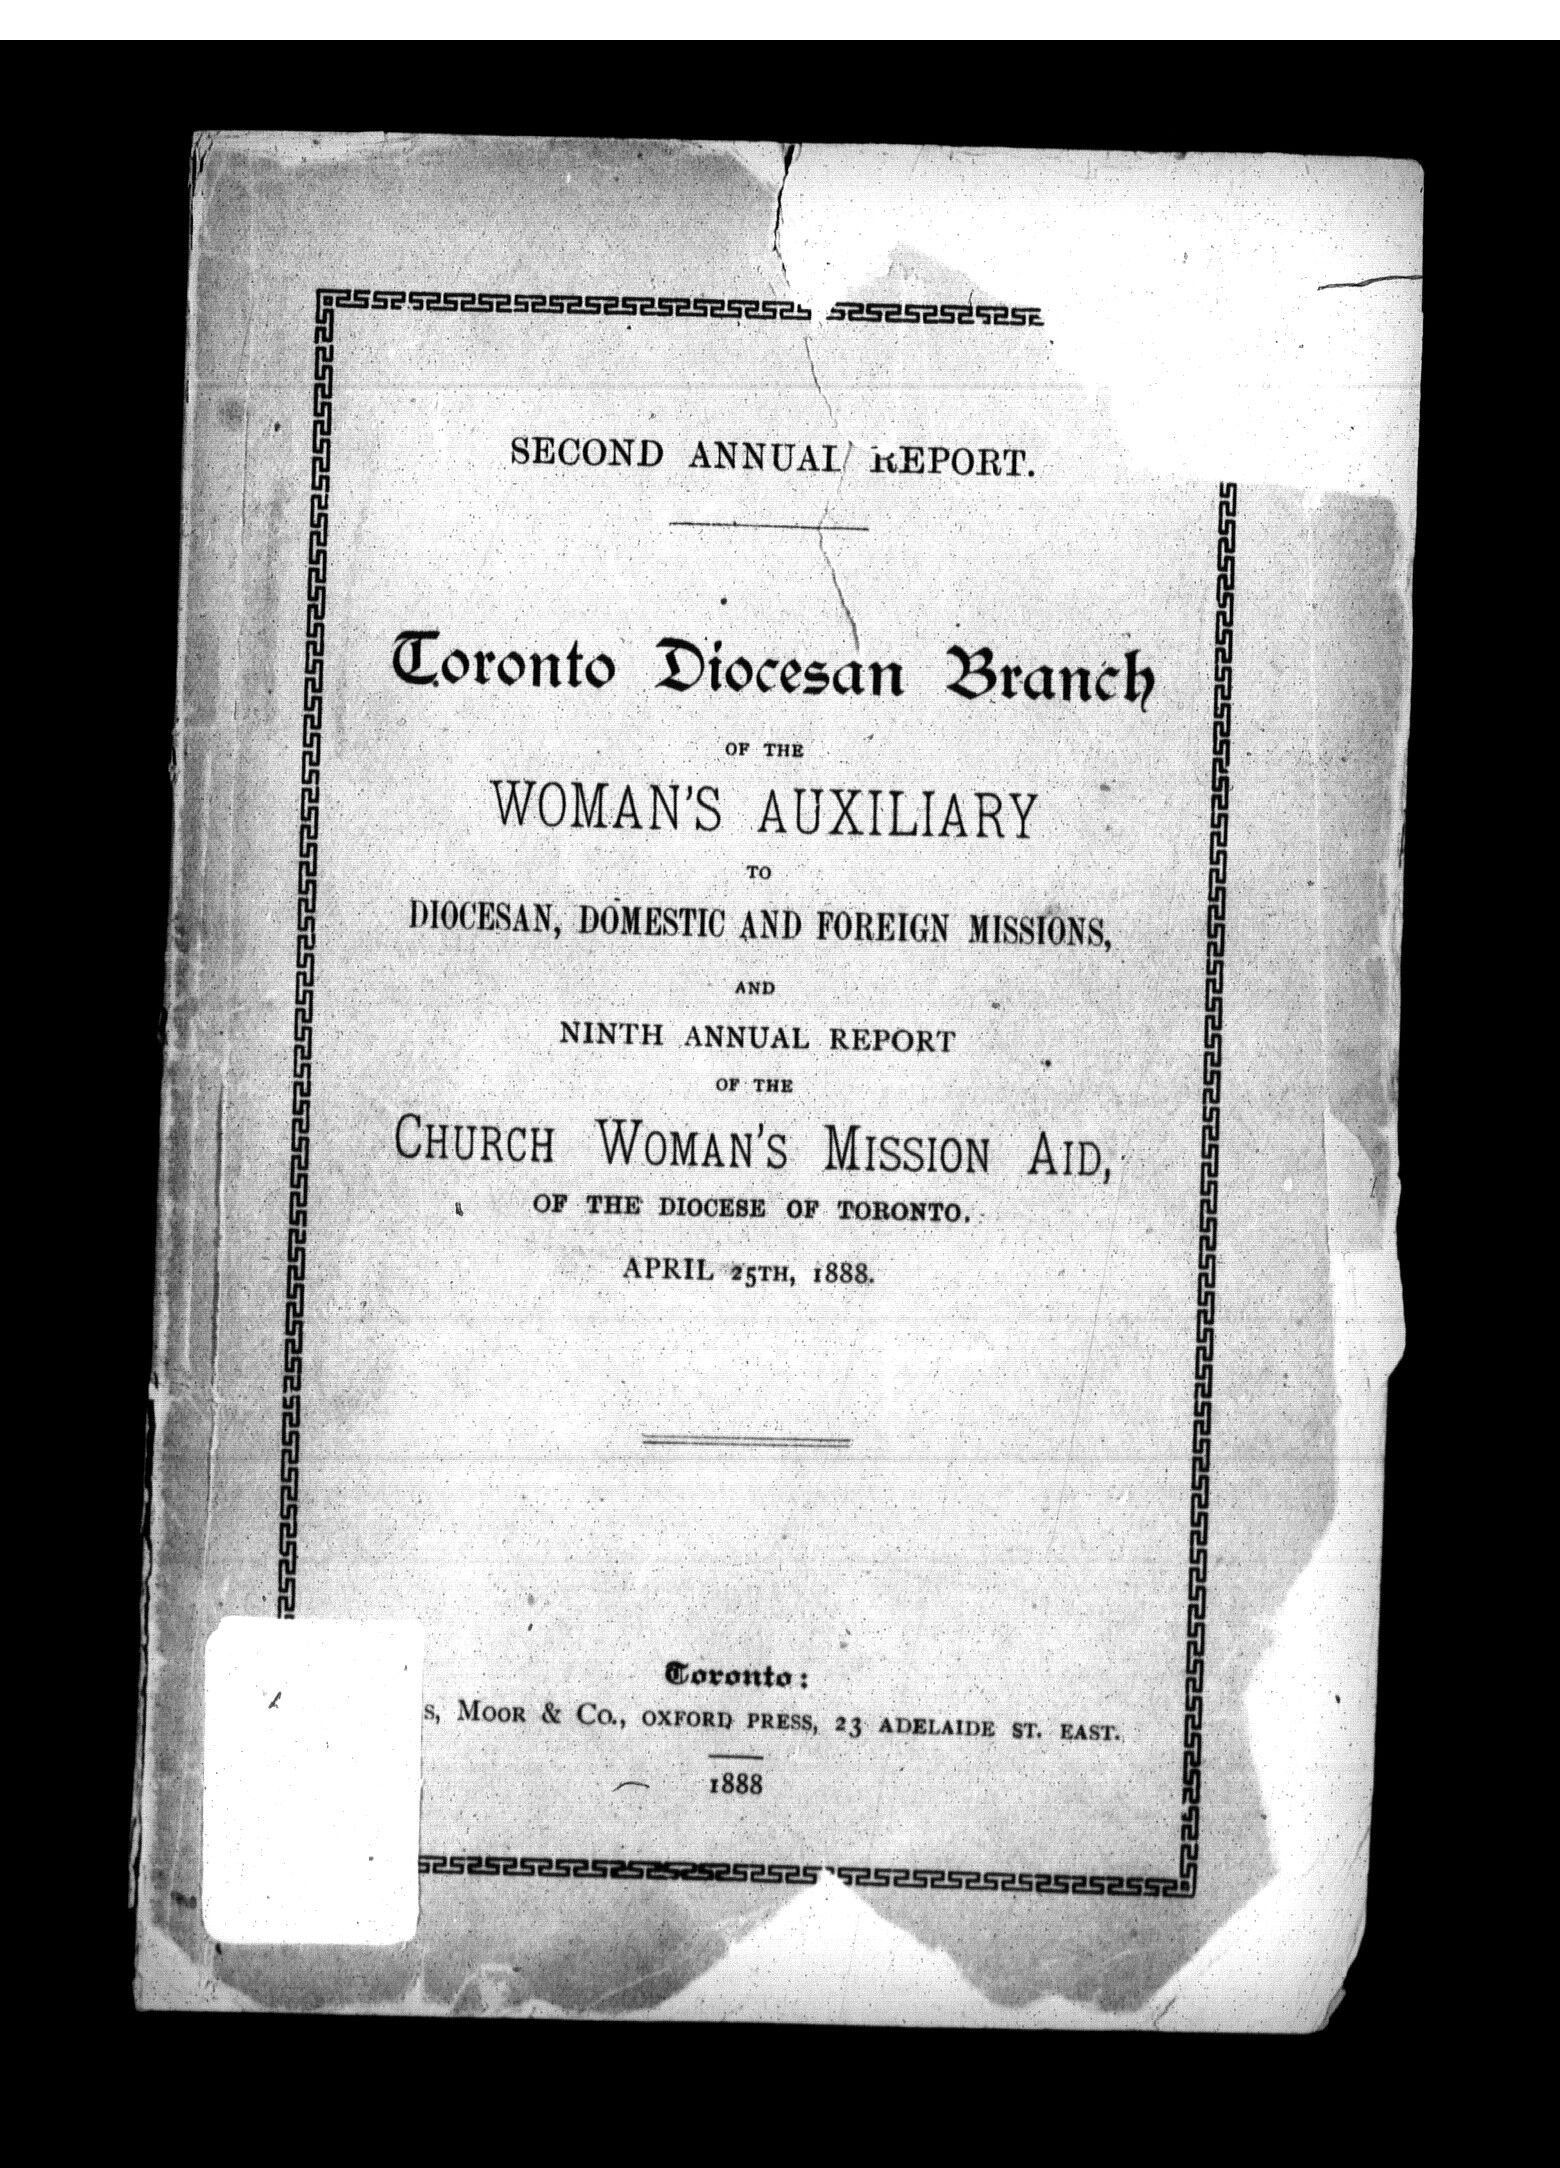 SECOND ANNUAL REPORT.
Toronto Diocesan Branch
OF THE
WOMAN'S AUXILIARY
TO
DIOCESAN, DOMESTIC AND FOREIGN MISSIONS,
AND
NINTH ANNUAL REPORT
OF THE
CHURCH WOMAN'S MISSION AID,
OF THE DIOCESE OF TORONTO.
APRIL 25TH, 1888.
Toronto:
S, MOOR & CO., OXFORD PRESS, 23 ADELAIDE ST. EAST.
1888